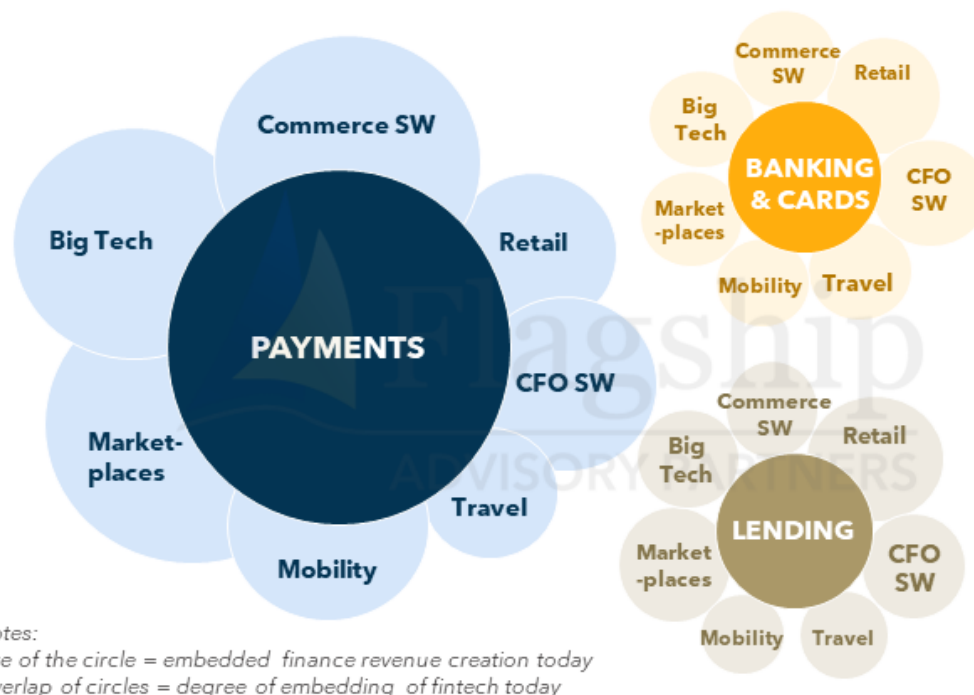 Commerce SW
Big Tech
Retail
PAYMENTS
CFO SW
Market-
places
Travel
Mobility
Commerce
SW
Retail
Big
Tech
BANKING
& CARDS
CFO
SW
Market
-places
Mobility
Travel
Flagship
ADVISORY PARTNERS
Commerce
SW
Retail
Big
Tech
LENDING
Market
-places
CFO
SW
Mobility
Travel
otes:
e of the circle = embedded finance revenue creation today
verlap of circles = degree of embedding of fintech today